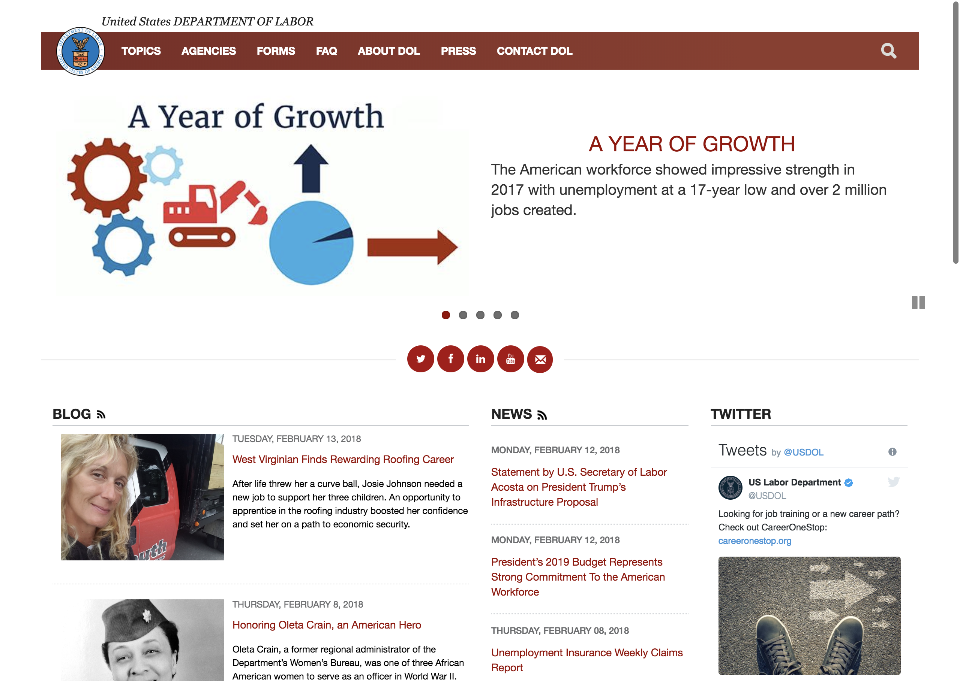 United States DEPARTMENT OF LABOR
TOPICS AGENCIES FORMS FAQ ABOUT DOL PRESS CONTACT DOL
A Year of Growth
A YEAR OF GROWTH
The American workforce showed impressive strength in
2017 with unemployment at a 17-year low and over 2 million
jobs created.
BLOG
TUESDAY, FEBRUARY 13, 2018
West Virginian Finds Rewarding Roofing Career
After life threw her a curve ball, Josie Johnson needed a
new job to support her three children. An opportunity to
apprentice in the roofing industry boosted her confidence
and set her on a path to economic security.
THURSDAY, FEBRUARY 8, 2018
Honoring Oleta Crain, an American Hero
Oleta Crain, a former regional administrator of the
Department's Women's Bureau, was one of three African
American women to serve as an officer in World War II.
NEWS
MONDAY, FEBRUARY 12, 2018
Statement by U.S. Secretary of Labor
Acosta on President Trump's
Infrastructure Proposal
MONDAY, FEBRUARY 12, 2018
President's 2019 Budget Represents
Strong Commitment To the American
Workforce
THURSDAY, FEBRUARY 08, 2018
Unemployment Insurance Weekly Claims
Report
TWITTER
Tweets by @USDOL
US Labor Department
@USDOL
Looking for job training or a new career path?
Check out CareerOneStop:
careeronestop.org